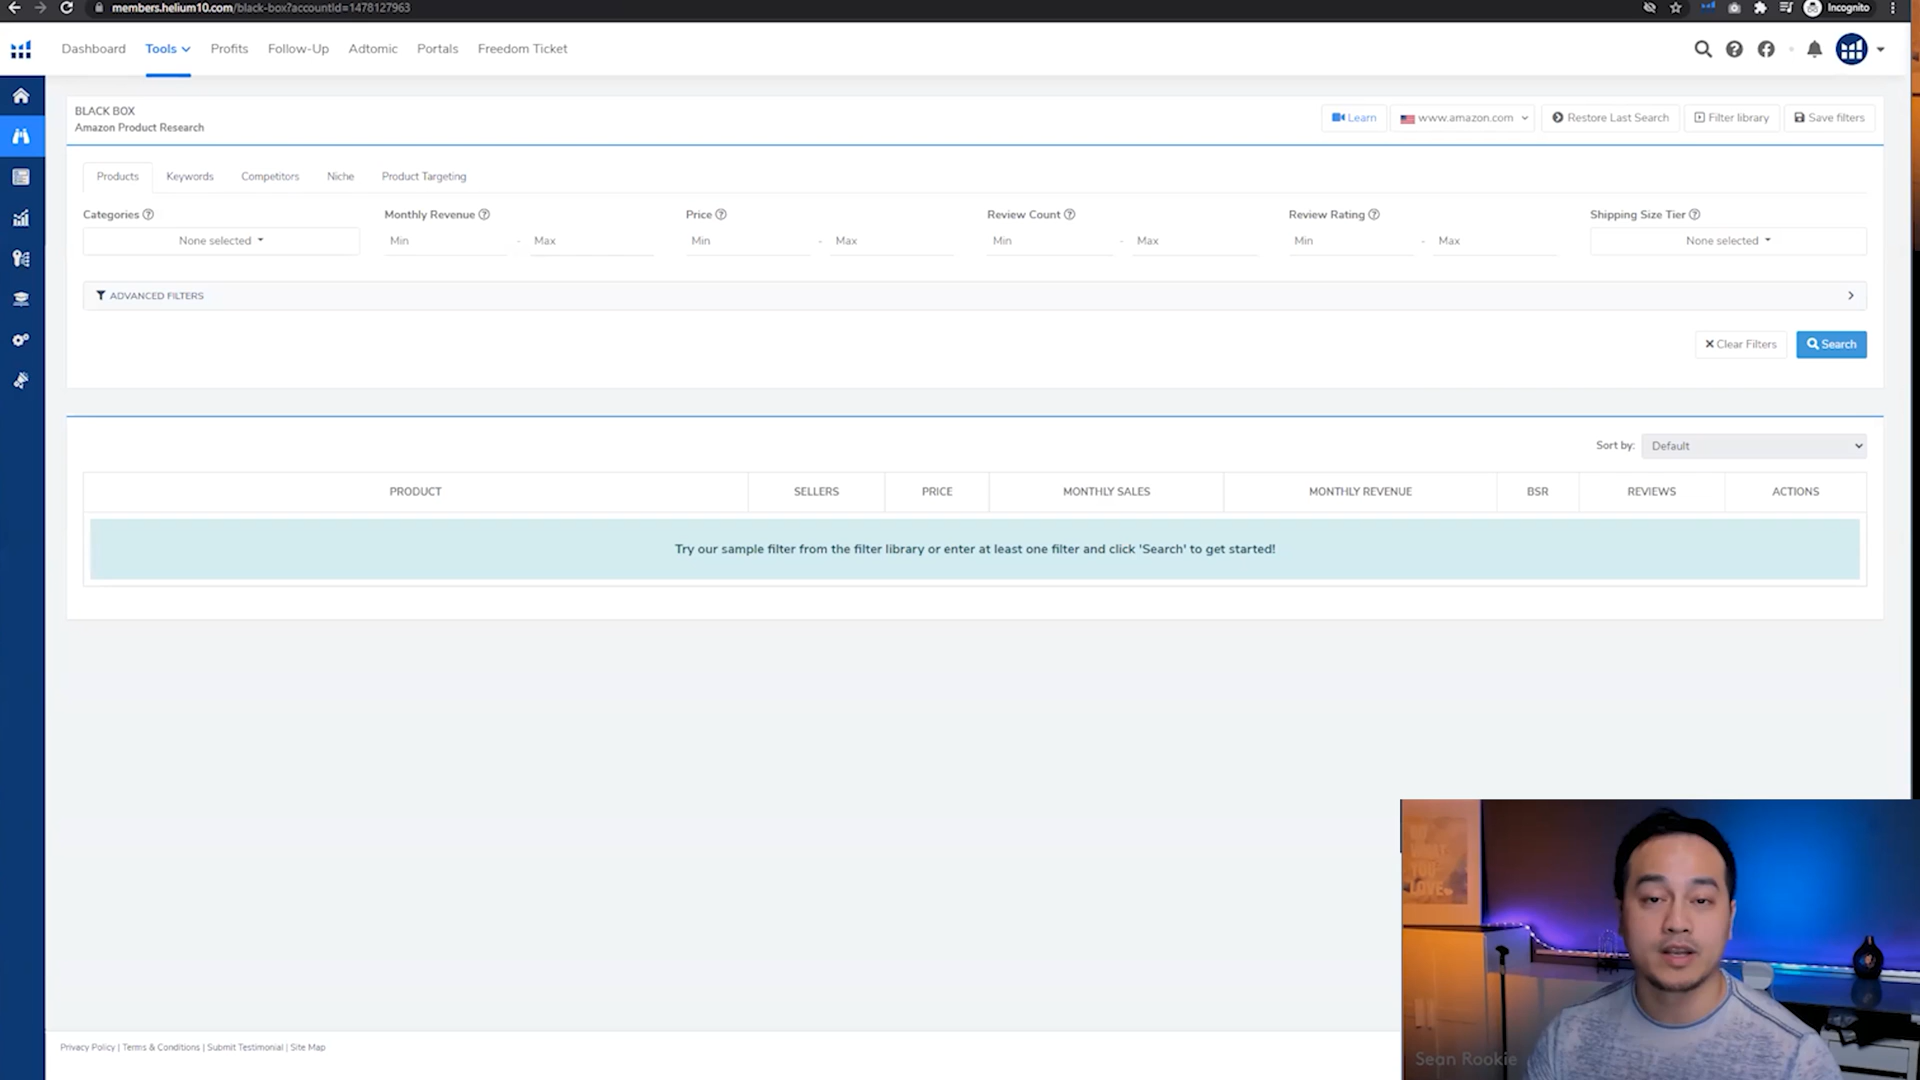 members.helium10.com/black-box?accountId=1478127963
Incognito
Dashboard Tools Profits Follow-Up Adtomic Portals Freedom Ticket
BLACK BOX
Amazon Product Research
Learn www.amazon.com Restore Last Search Filter library Save filters
Products Keywords Competitors Niche Product Targeting
Categories Monthly Revenue Price Review Count Review Rating Shipping Size Tier
None selected Min - Max Min - Max Min - Max Min - Max None selected
ADVANCED FILTERS
Clear Filters Search
Sort by: Default
PRODUCT SELLERS PRICE MONTHLY SALES MONTHLY REVENUE BSR REVIEWS ACTIONS
Try our sample filter from the filter library or enter at least one filter and click 'Search' to get started!
YOU
LOVE
Sean Rookie
Privacy Policy | Terms & Conditions | Submit Testimonial | Site Map